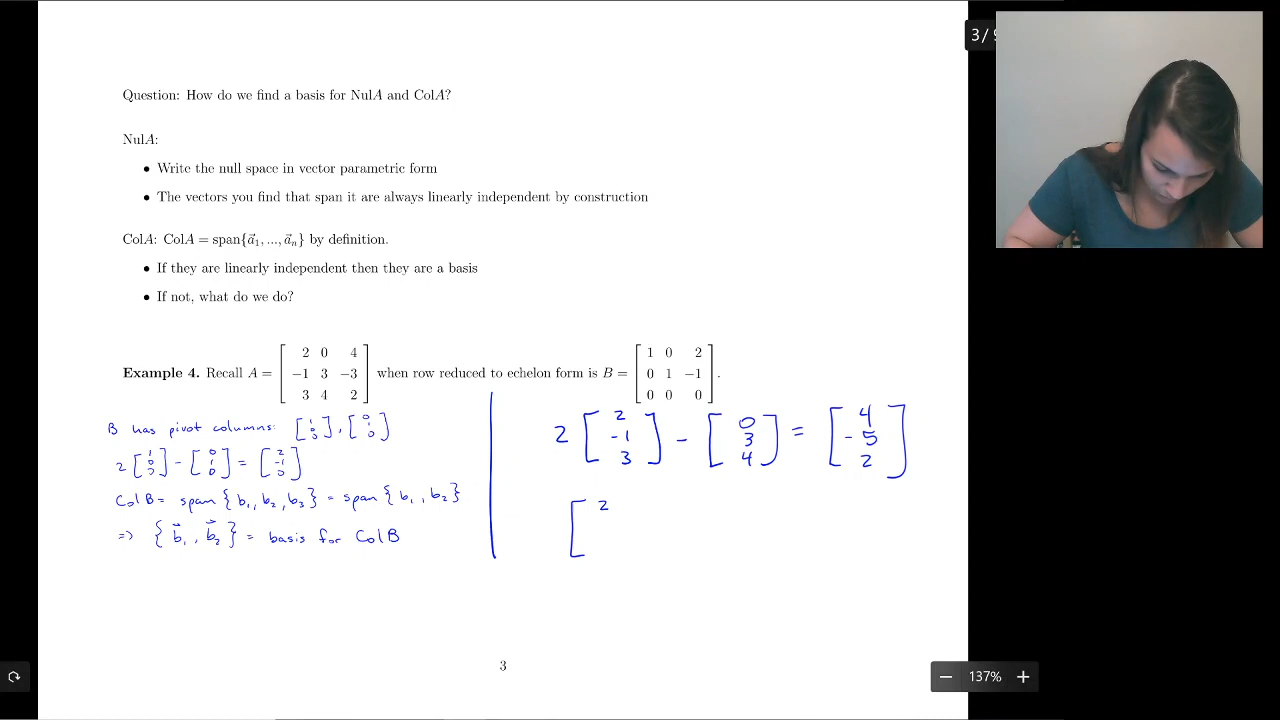 3/9
Question: How do we find a basis for NulA and ColA?
NulA:
• Write the null space in vector parametric form
• The vectors you find that span it are always linearly independent by construction
ColA: ColA = span{a⃗₁, ..., a⃗ₙ} by definition.
• If they are linearly independent then they are a basis
• If not, what do we do?
Example 4. Recall A = [2 0 4; −1 3 −3; 3 4 2] when row reduced to echelon form is B = [1 0 2; 0 1 −1; 0 0 0].
B has pivot columns: [1 0 0], [0 1 0]
2 [1 0 0] − [0 1 0] = [2 -1 0]
Col B = span { b₁, b₂, b₃ } = span { b₁, b₂ }
=> { b⃗₁, b⃗₂ } = basis for Col B
2 [2 -1 3] − [0 3 4] = [4 -5 2]
[ 2
3
137%